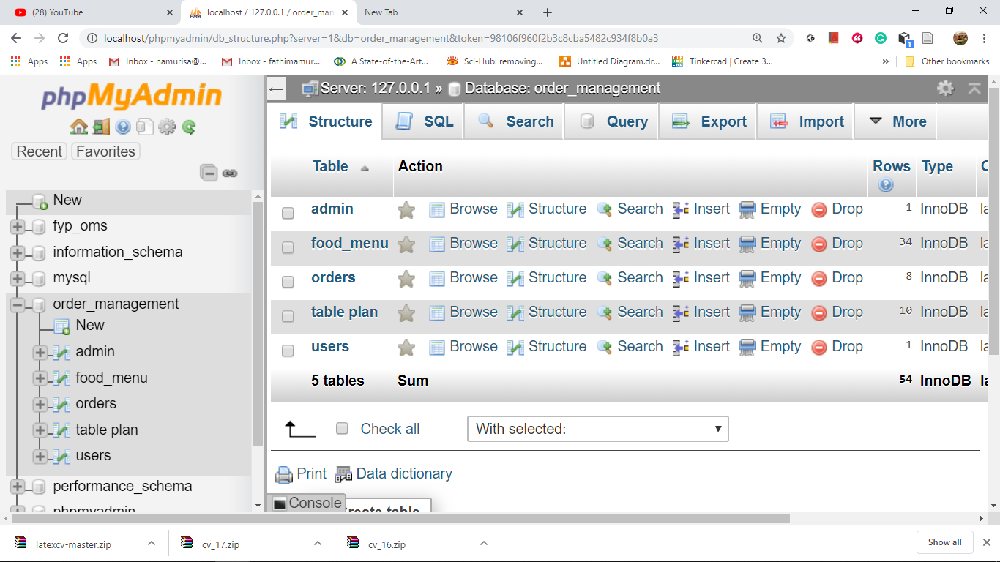 (28) YouTube
localhost / 127.0.0.1 / order_man
New Tab
localhost/phpmyadmin/db_structure.php?server=1&db=order_management&token=98106f960f2b3c8cba5482c934f8b0a3
Apps Apps Inbox - namurisa@... Inbox - fathimamur... A State-of-the-Art... Sci-Hub: removing... Untitled Diagram.dr... Tinkercad | Create 3... » Other bookmarks
phpMyAdmin
Recent Favorites
New
fyp_oms
information_schema
mysql
order_management
New
admin
food_menu
orders
table plan
users
performance_schema
phpmyadmin
Server: 127.0.0.1 » Database: order_management
Structure SQL Search Query Export Import More
Table Action Rows Type C
admin Browse Structure Search Insert Empty Drop 1 InnoDB la
food_menu Browse Structure Search Insert Empty Drop 34 InnoDB la
orders Browse Structure Search Insert Empty Drop 8 InnoDB la
table plan Browse Structure Search Insert Empty Drop 10 InnoDB la
users Browse Structure Search Insert Empty Drop 1 InnoDB la
5 tables Sum 54 InnoDB la
Check all With selected:
Print Data dictionary
Console
reate table
latexcv-master.zip cv_17.zip cv_16.zip Show all